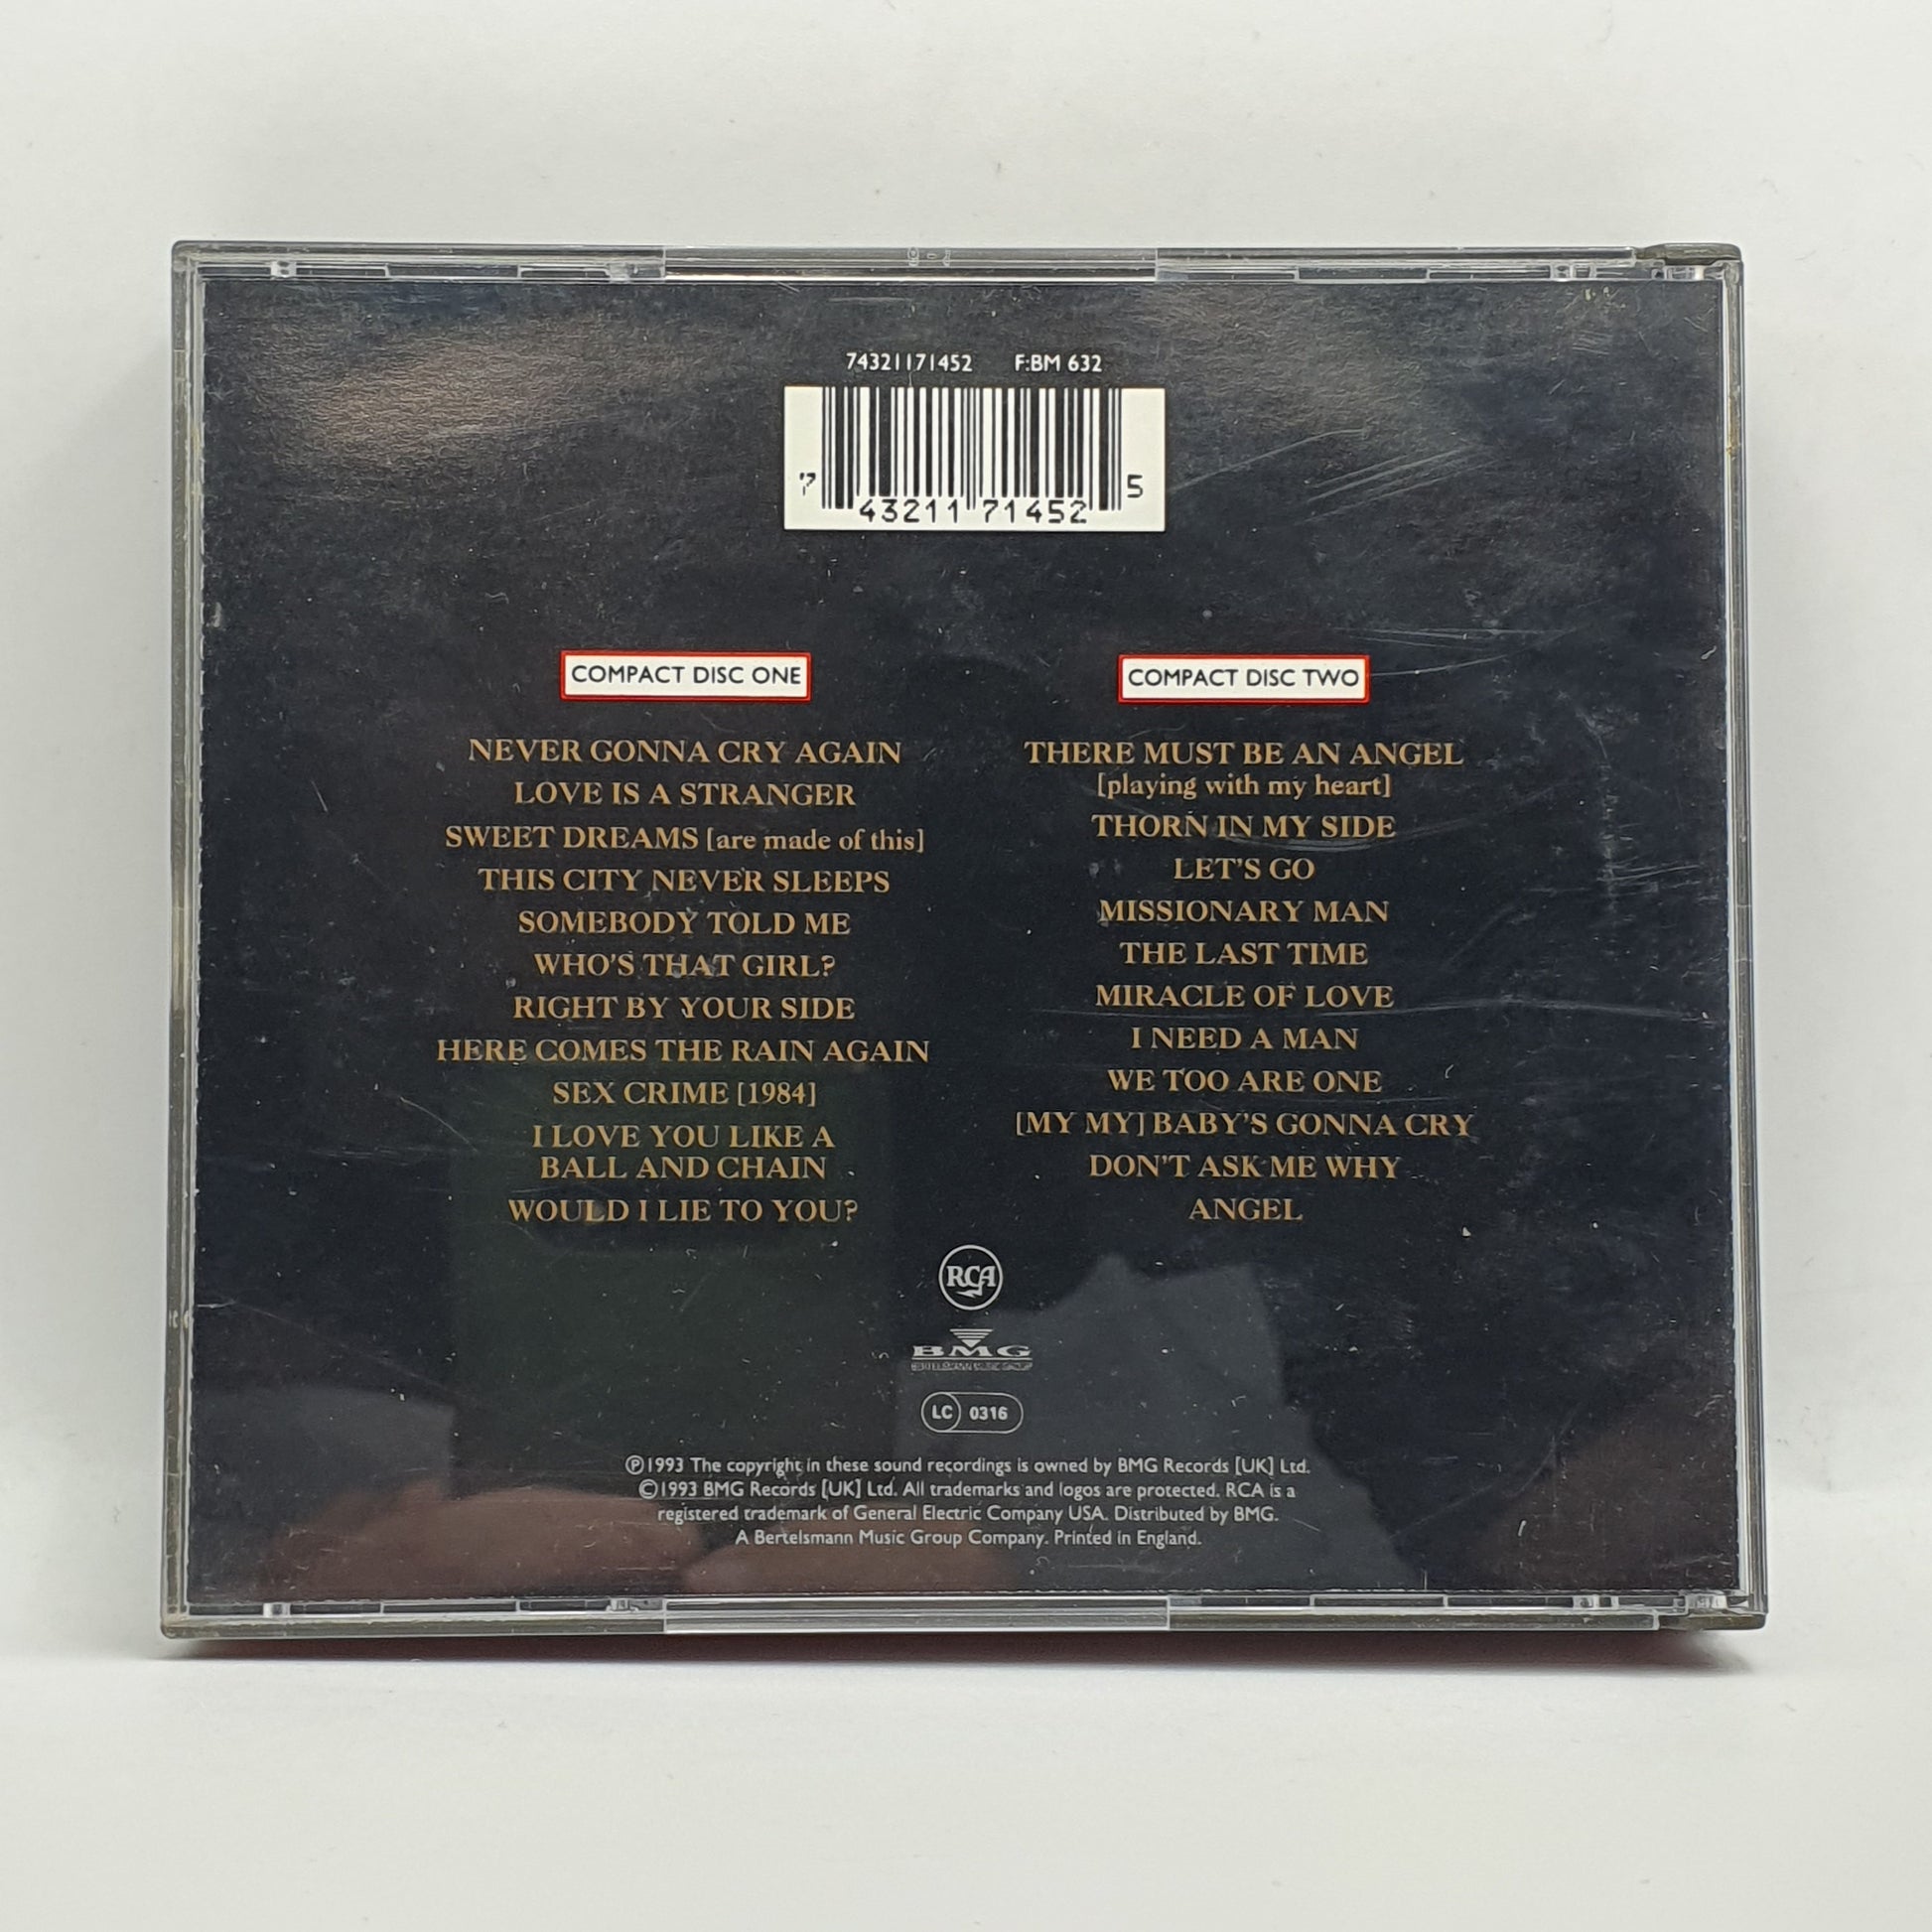 74321171452 F:BM 632
7 43211 71452 5
COMPACT DISC ONE
NEVER GONNA CRY AGAIN
LOVE IS A STRANGER
SWEET DREAMS [are made of this]
THIS CITY NEVER SLEEPS
SOMEBODY TOLD ME
WHO'S THAT GIRL?
RIGHT BY YOUR SIDE
HERE COMES THE RAIN AGAIN
SEX CRIME [1984]
I LOVE YOU LIKE A
BALL AND CHAIN
WOULD I LIE TO YOU?
COMPACT DISC TWO
THERE MUST BE AN ANGEL
[playing with my heart]
THORN IN MY SIDE
LET'S GO
MISSIONARY MAN
THE LAST TIME
MIRACLE OF LOVE
I NEED A MAN
WE TOO ARE ONE
[MY MY] BABY'S GONNA CRY
DON'T ASK ME WHY
ANGEL
RCA
BMG
BERTELSMANN MUSIC GROUP
LC 0316
℗1993 The copyright in these sound recordings is owned by BMG Records [UK] Ltd.
©1993 BMG Records [UK] Ltd. All trademarks and logos are protected. RCA is a
registered trademark of General Electric Company USA. Distributed by BMG.
A Bertelsmann Music Group Company. Printed in England.